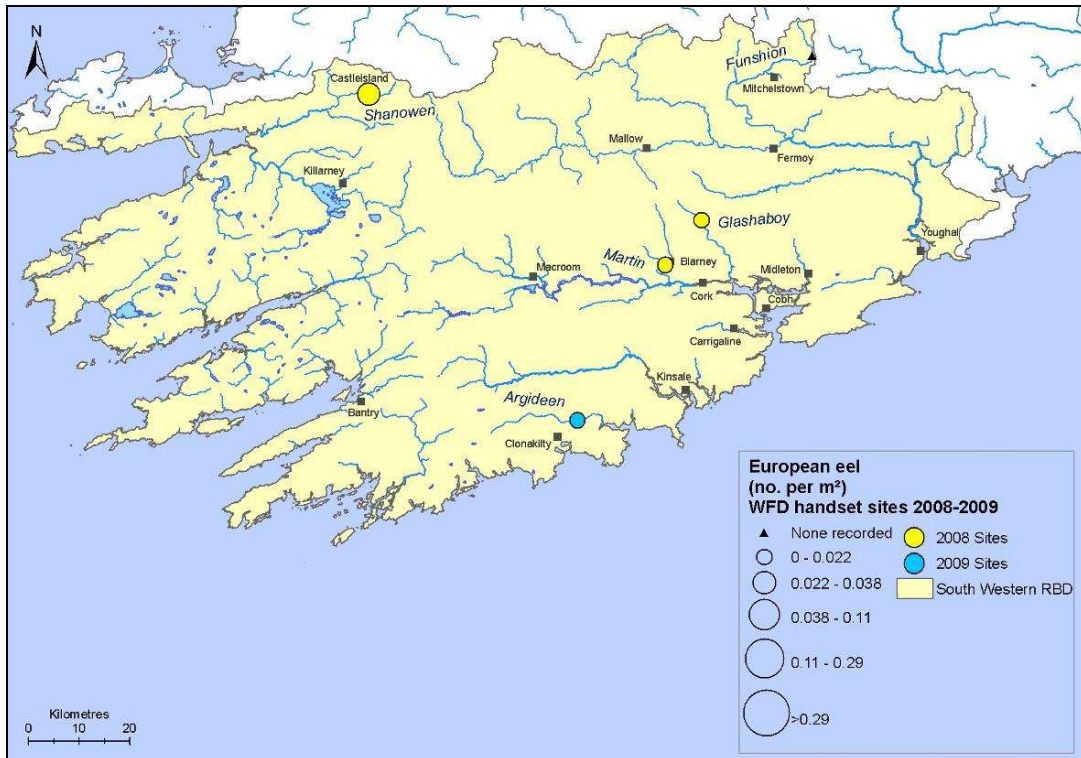 N
Funshion
Castleisland
Mitchelstown
Shanowen
Mallow
Fermoy
Killarney
Glashaboy
Youghal
Martin
Blarney
Macroom
Midleton
Cork
Cobh
Carrigaline
Kinsale
Argideen
Bantry
Clonakilty
European eel
(no. per m²)
WFD handset sites 2008-2009
None recorded
0 - 0.022
0.022 - 0.038
0.038 - 0.11
0.11 - 0.29
>0.29
2008 Sites
2009 Sites
South Western RBD
Kilometres
0 10 20